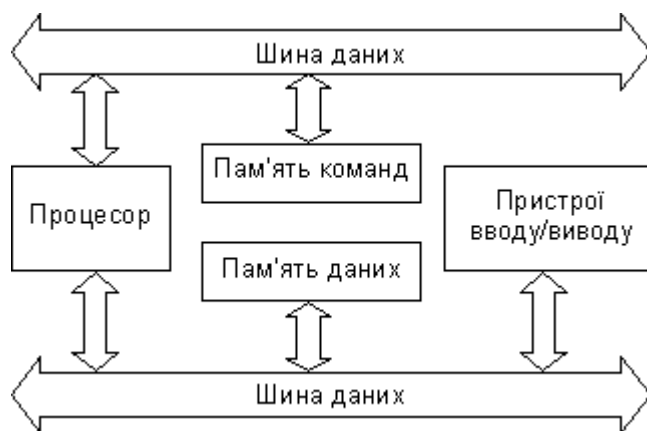 Шина даних
Пам'ять команд
Процесор
Пристрої
вводу/виводу
Пам'ять даних
Шина даних